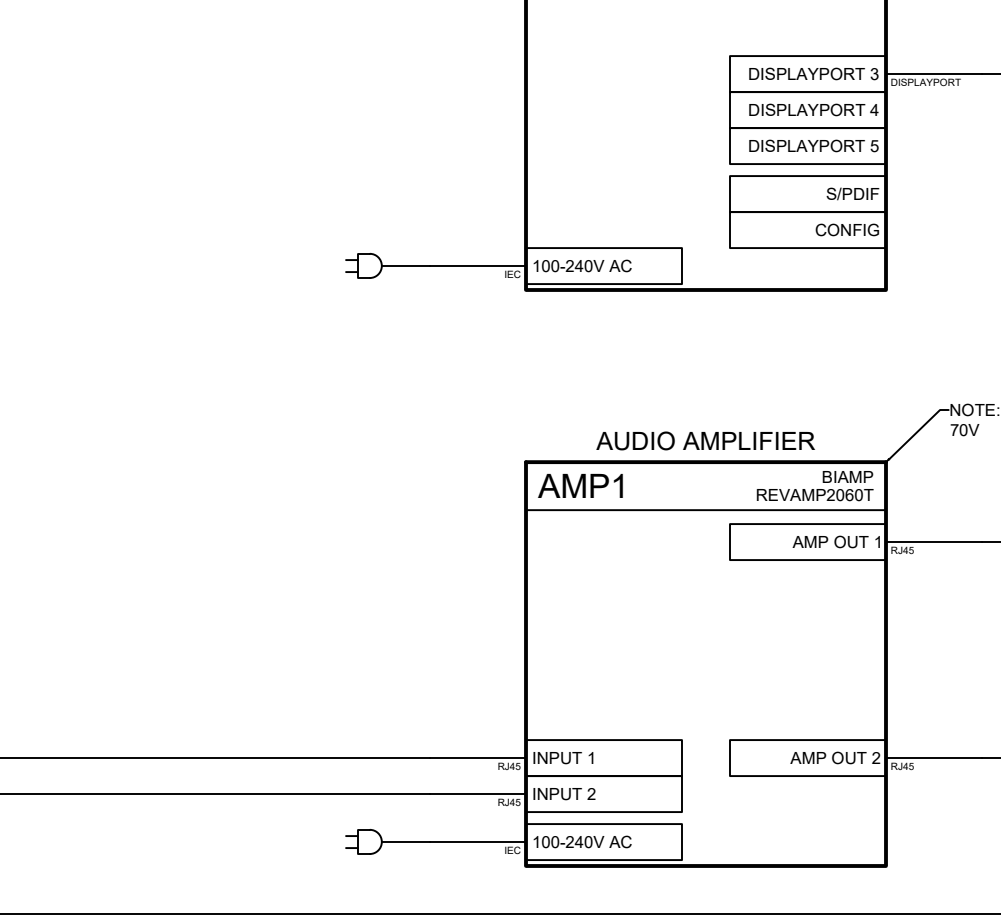 DISPLAYPORT 3
DISPLAYPORT
DISPLAYPORT 4
DISPLAYPORT 5
S/PDIF
CONFIG
IEC
100-240V AC
NOTE:
70V
AUDIO AMPLIFIER
AMP1
BIAMP
REVAMP2060T
AMP OUT 1
RJ45
RJ45
INPUT 1
AMP OUT 2
RJ45
RJ45
INPUT 2
IEC
100-240V AC